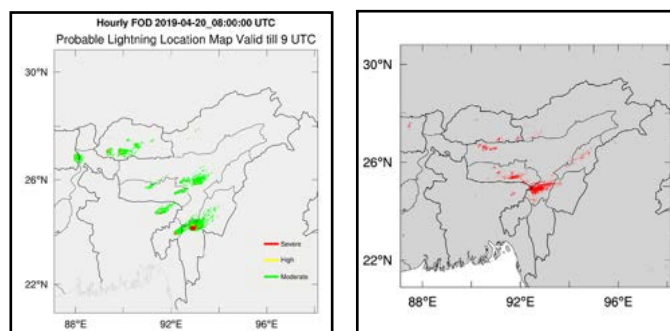 Hourly FOD 2019-04-20_08:00:00 UTC
Probable Lightning Location Map Valid till 9 UTC
30°N
26°N
22°N
88°E
92°E
96°E
Severe
High
Moderate
30°N
26°N
22°N
88°E
92°E
96°E